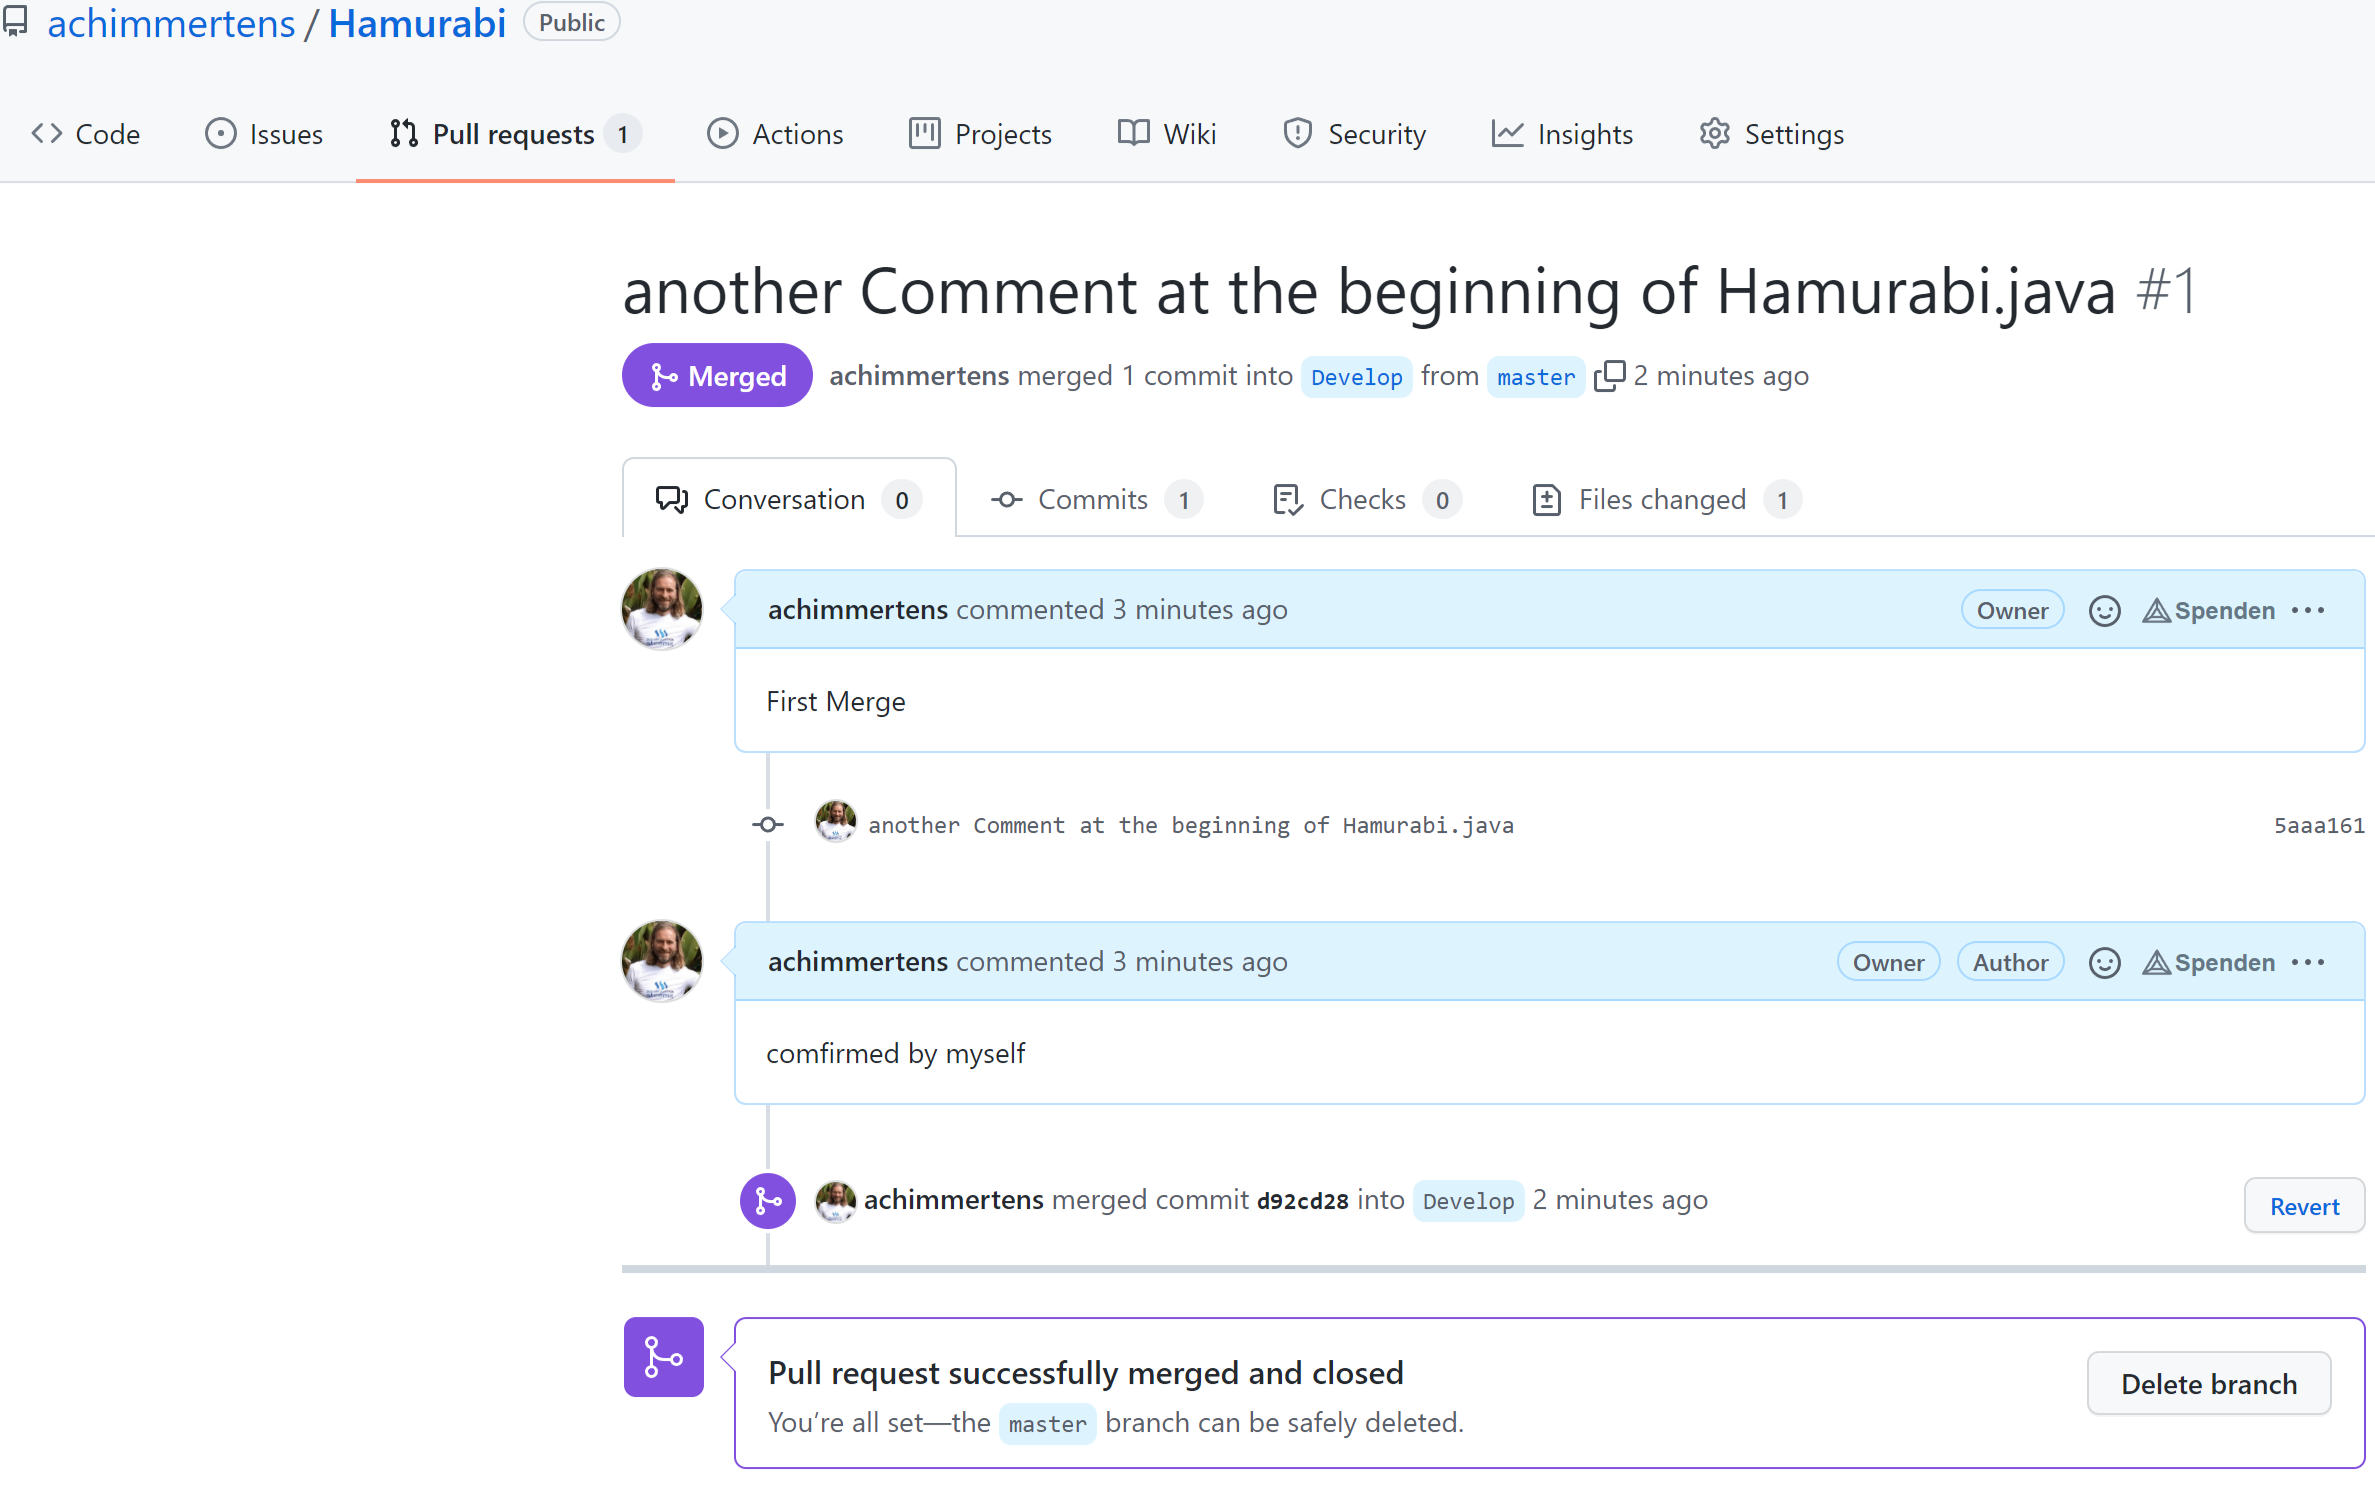 achimmertens / Hamurabi Public
Code Issues Pull requests 1 Actions Projects Wiki Security Insights Settings
another Comment at the beginning of Hamurabi.java #1
Merged achimmertens merged 1 commit into Develop from master 2 minutes ago
Conversation 0 Commits 1 Checks 0 Files changed 1
achimmertens commented 3 minutes ago Owner Spenden ...
First Merge
another Comment at the beginning of Hamurabi.java 5aaa161
achimmertens commented 3 minutes ago Owner Author Spenden ...
comfirmed by myself
achimmertens merged commit d92cd28 into Develop 2 minutes ago Revert
Pull request successfully merged and closed
You’re all set—the master branch can be safely deleted.
Delete branch